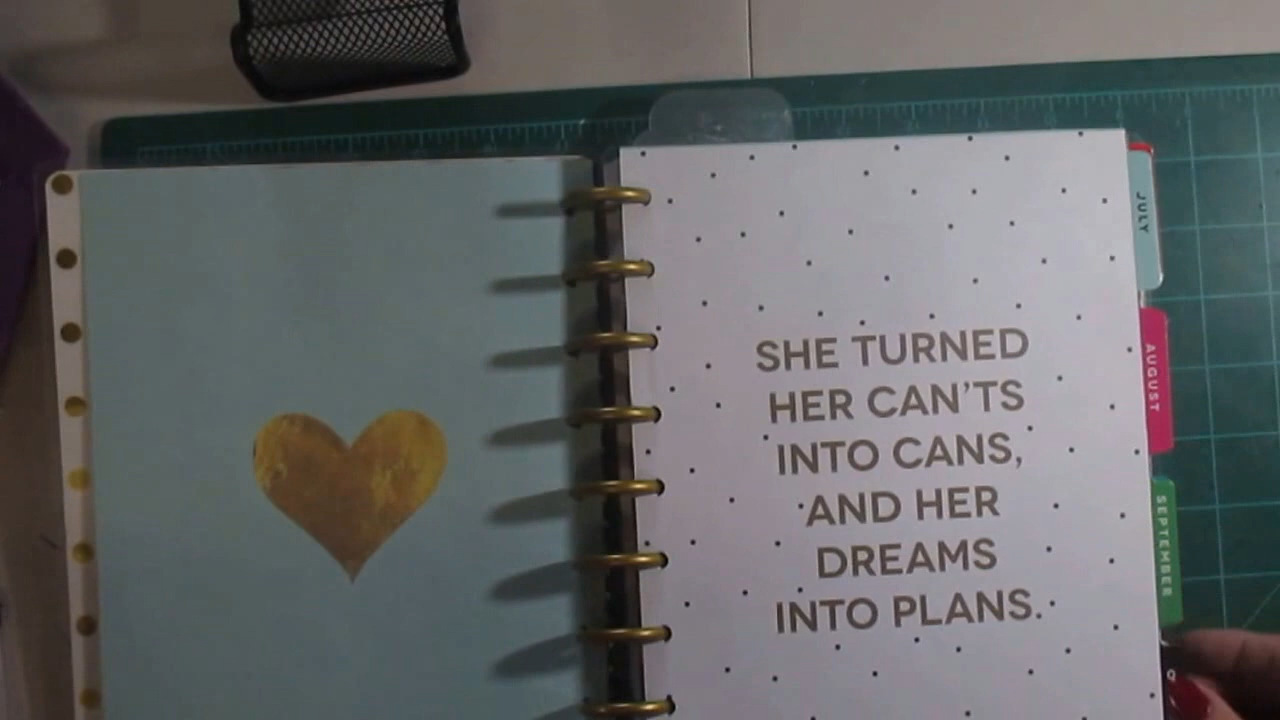 SHE TURNED
HER CAN'TS
INTO CANS,
AND HER
DREAMS
INTO PLANS.
JULY
AUGUST
SEPTEMBER